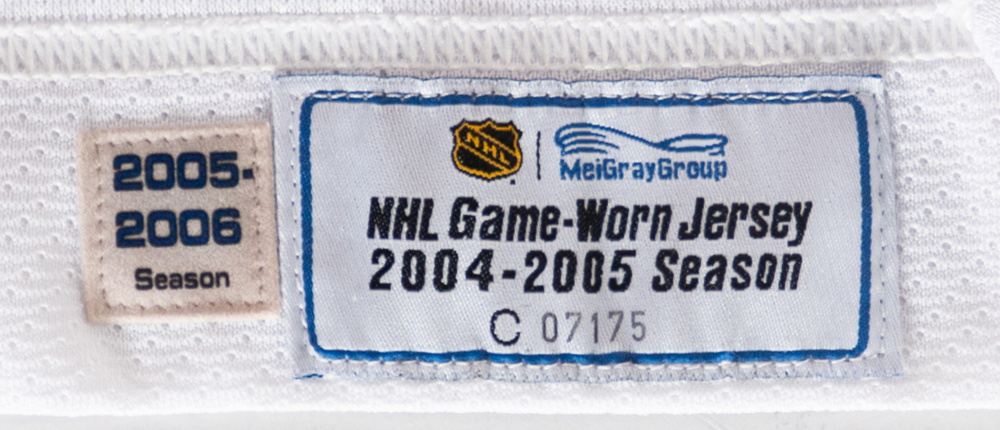 2005-
2006
Season
NHL
MeiGrayGroup
NHL Game-Worn Jersey
2004-2005 Season
C 07175